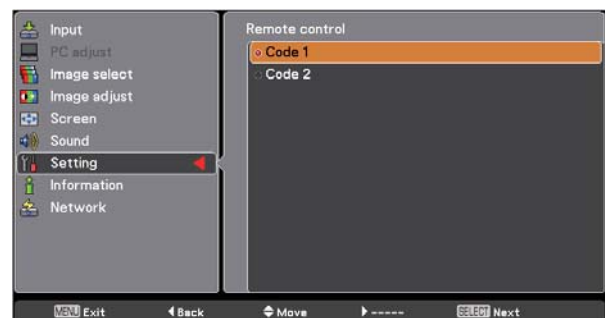 Input
PC adjust
Image select
Image adjust
Screen
Sound
Setting
Information
Network
Remote control
Code 1
Code 2
MENU Exit
Back
Move
-----
SELECT Next